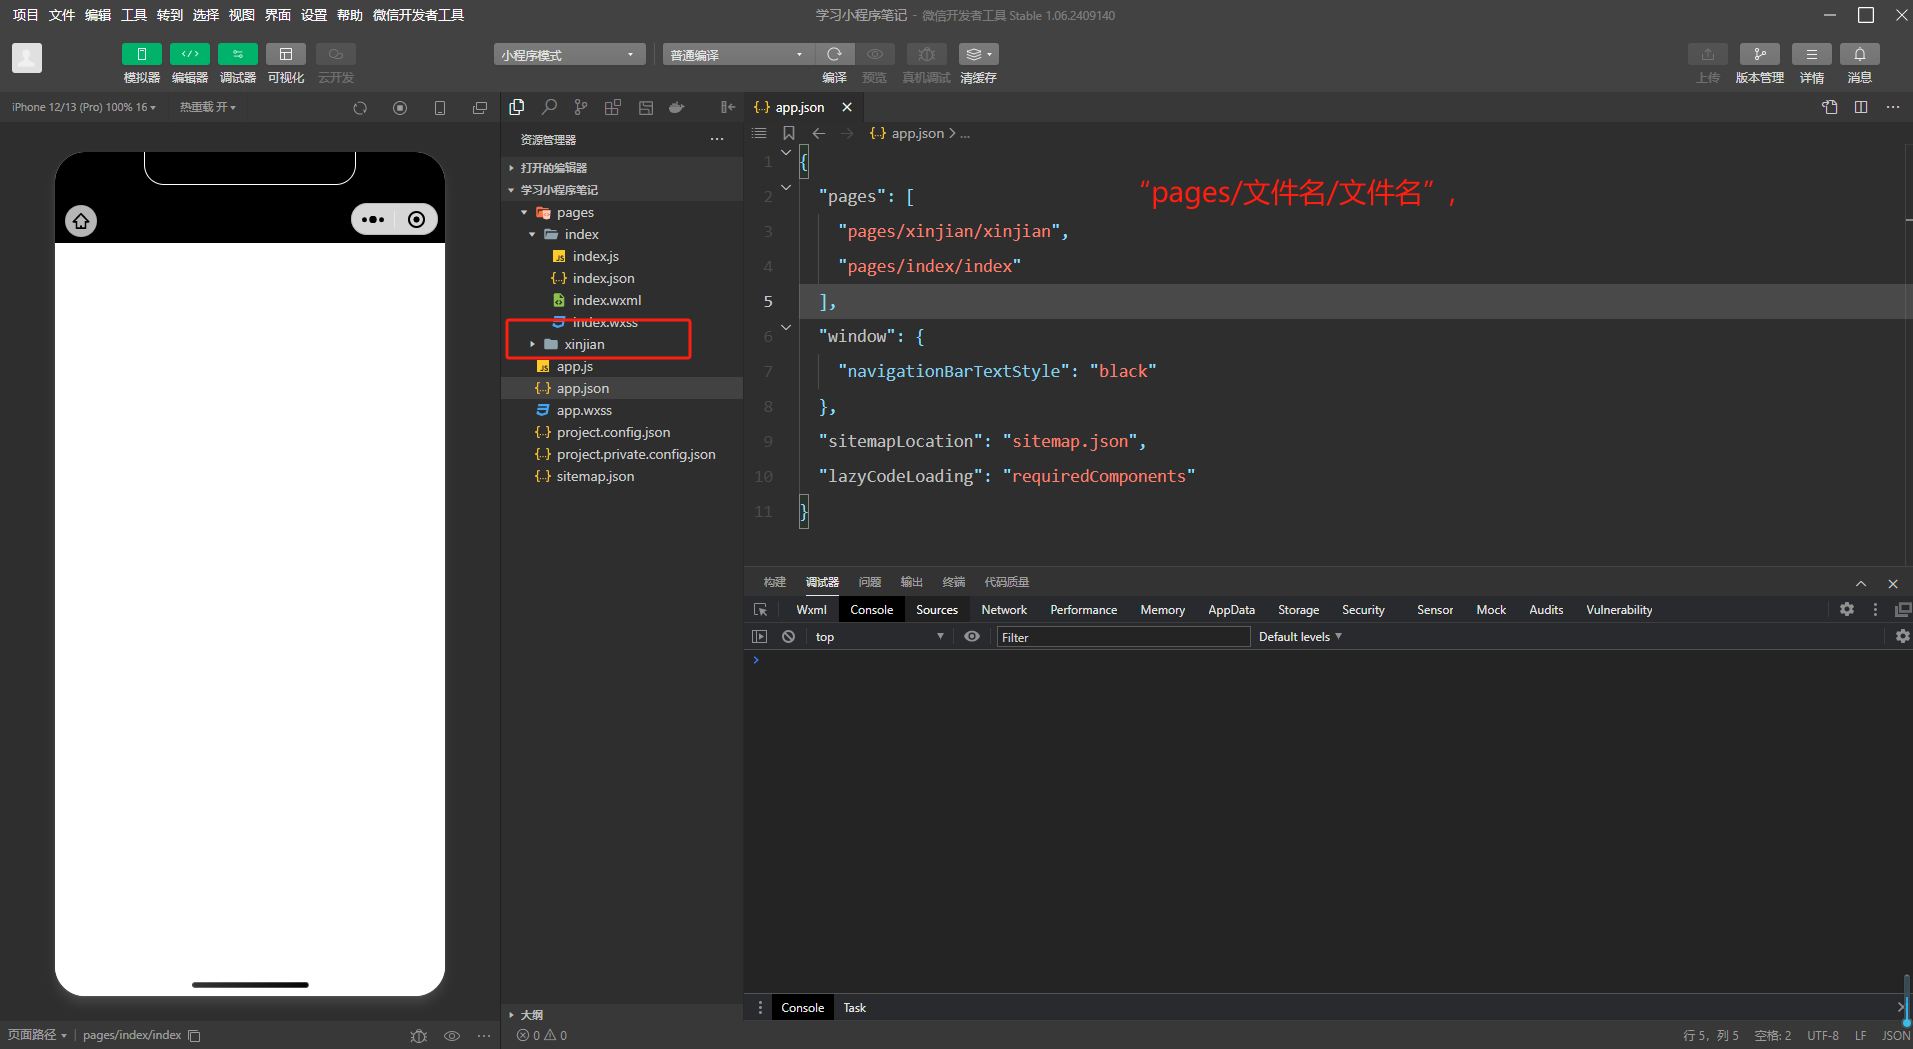 项目 文件 编辑 工具 转到 选择 视图 界面 设置 帮助 微信开发者工具
学习小程序笔记 - 微信开发者工具 Stable 1.06.2409140
小程序模式
普通编译
模拟器 编辑器 调试器 可视化 云开发
编译 预览 真机调试 清缓存
上传 版本管理 详情 消息
iPhone 12/13 (Pro) 100% 16
热重载 开
资源管理器
打开的编辑器
学习小程序笔记
pages
index
index.js
index.json
index.wxml
index.wxss
xinjian
app.js
app.json
app.wxss
project.config.json
project.private.config.json
sitemap.json
大纲
0 0
app.json
app.json > ...
1 {
2 "pages": [
3 "pages/xinjian/xinjian",
4 "pages/index/index"
5 ],
6 "window": {
7 "navigationBarTextStyle": "black"
8 },
9 "sitemapLocation": "sitemap.json",
10 "lazyCodeLoading": "requiredComponents"
11 }
“pages/文件名/文件名”,
构建 调试器 问题 输出 终端 代码质量
Wxml Console Sources Network Performance Memory AppData Storage Security Sensor Mock Audits Vulnerability
top
Filter
Default levels
Console Task
页面路径 pages/index/index
行 5，列 5 空格: 2 UTF-8 LF JSON